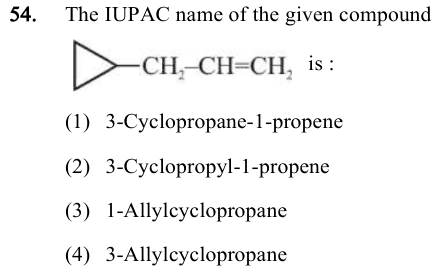 54. The IUPAC name of the given compound
—CH₂–CH=CH₂ is :
(1) 3-Cyclopropane-1-propene
(2) 3-Cyclopropyl-1-propene
(3) 1-Allylcyclopropane
(4) 3-Allylcyclopropane